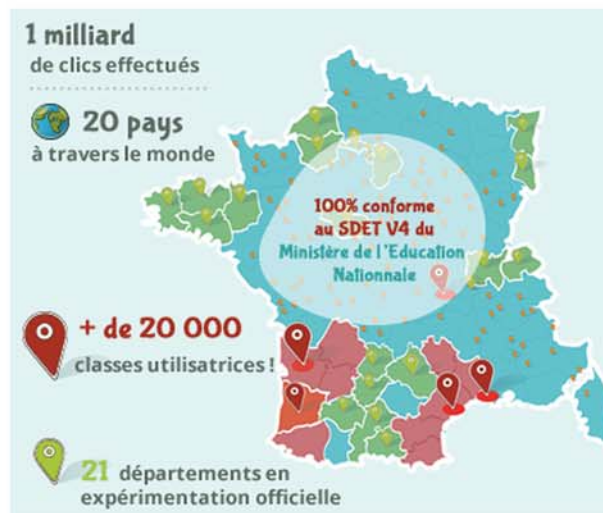 1 milliard
de clics effectués
20 pays
à travers le monde
100% conforme
au SDET V4 du
Ministère de l'Education
Nationale
+ de 20 000
classes utilisatrices !
21 départements en
expérimentation officielle